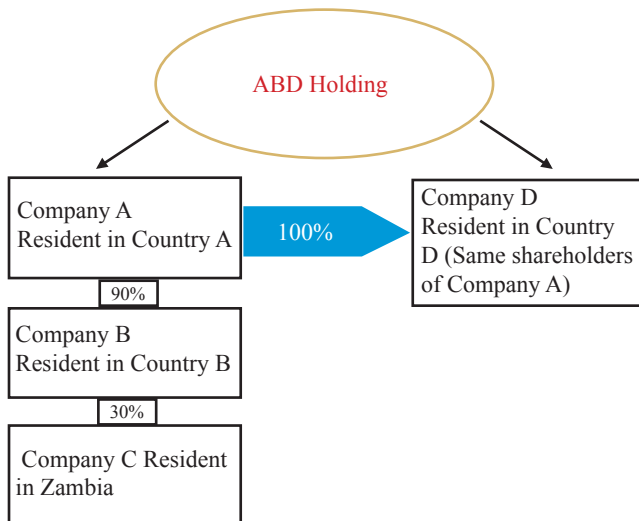 ABD Holding
Company A
Resident in Country A
100%
Company D
Resident in Country
D (Same shareholders
of Company A)
90%
Company B
Resident in Country B
30%
Company C Resident
in Zambia